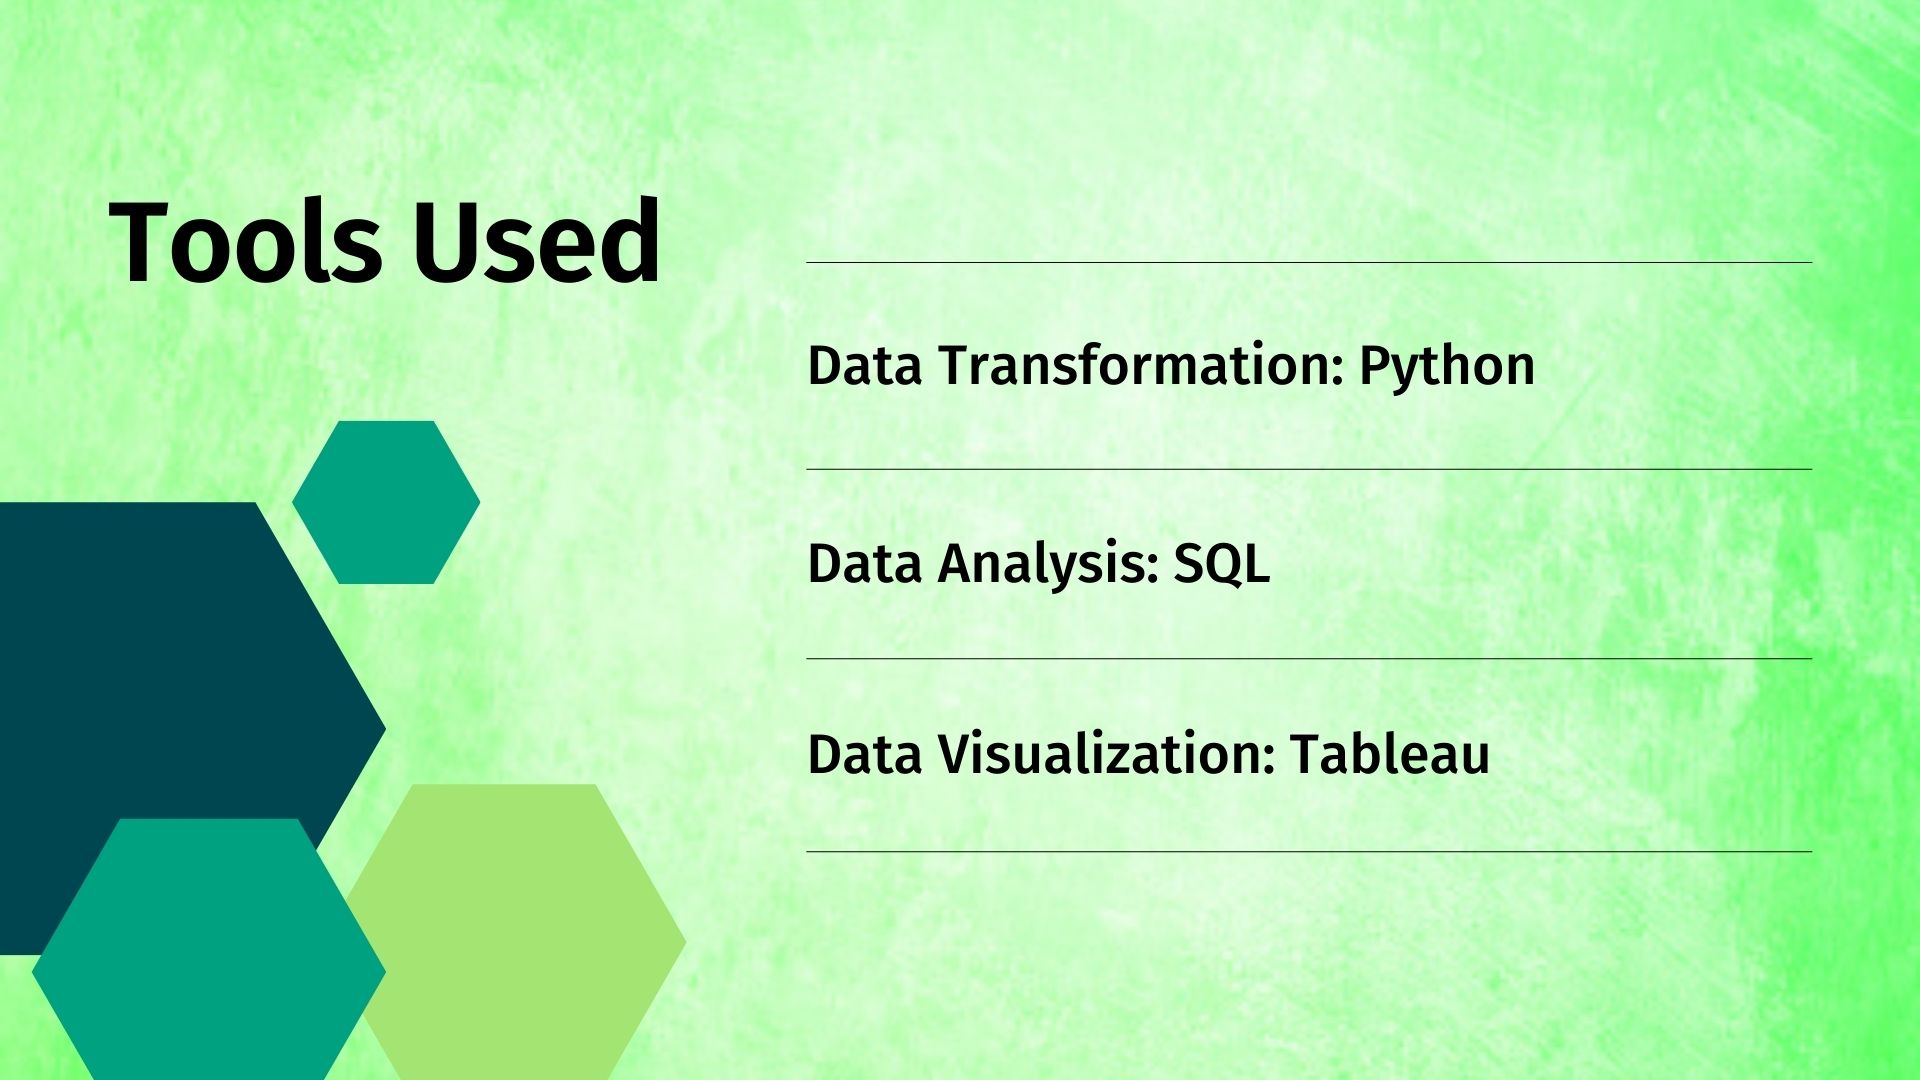 Tools Used
Data Transformation: Python
Data Analysis: SQL
Data Visualization: Tableau